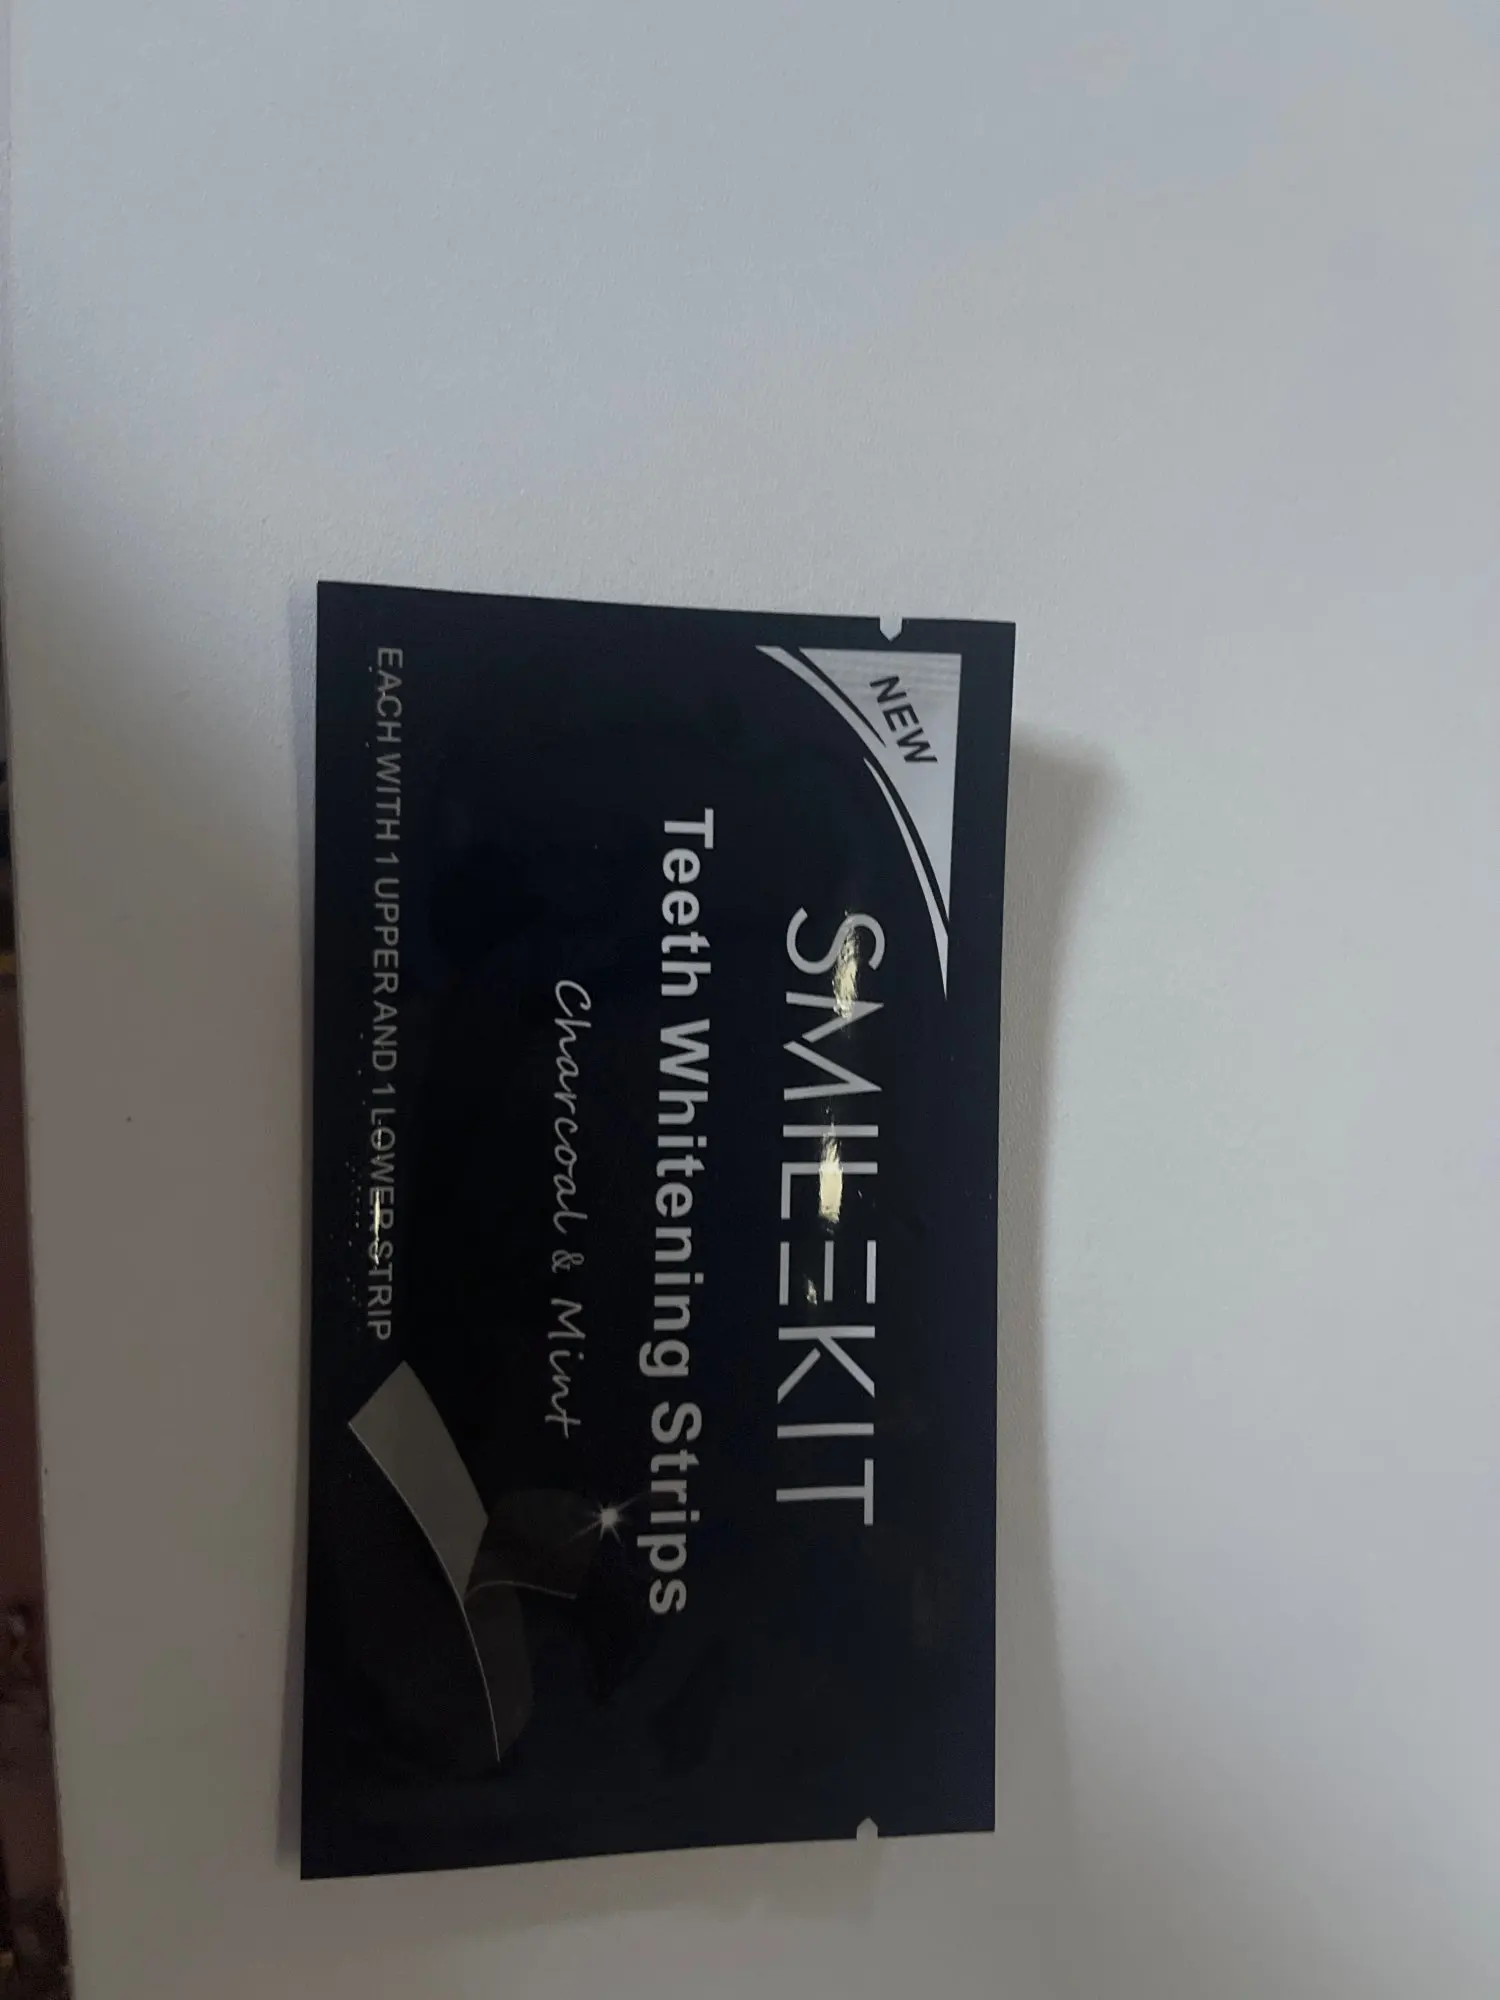 NEW
SMILEKIT
Teeth Whitening Strips
Charcoal & Mint
EACH WITH 1 UPPER AND 1 LOWER STRIP